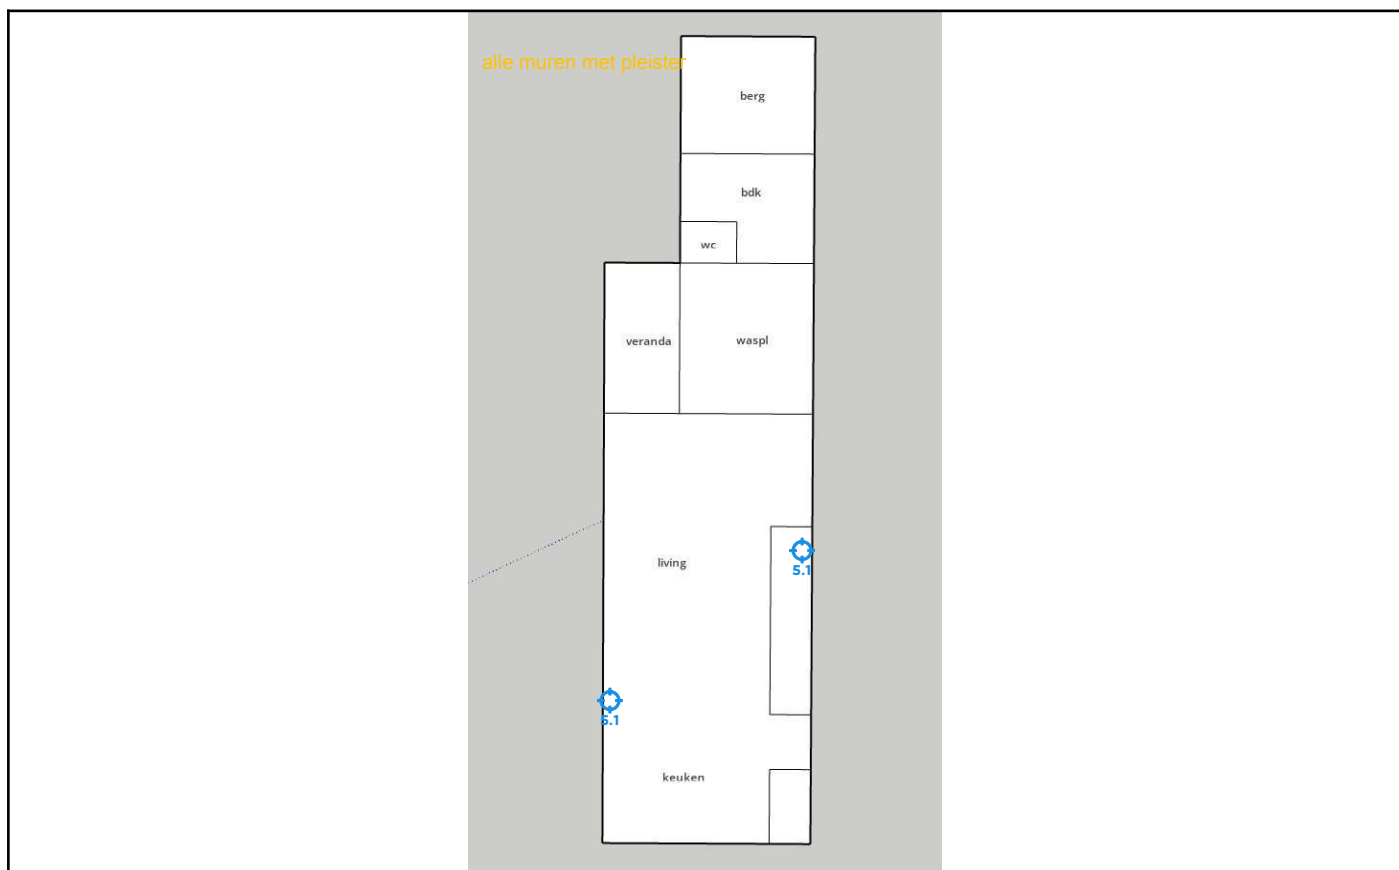 alle muren met pleister
berg
bdk
wc
veranda
waspl
living
5.1
5.1
keuken